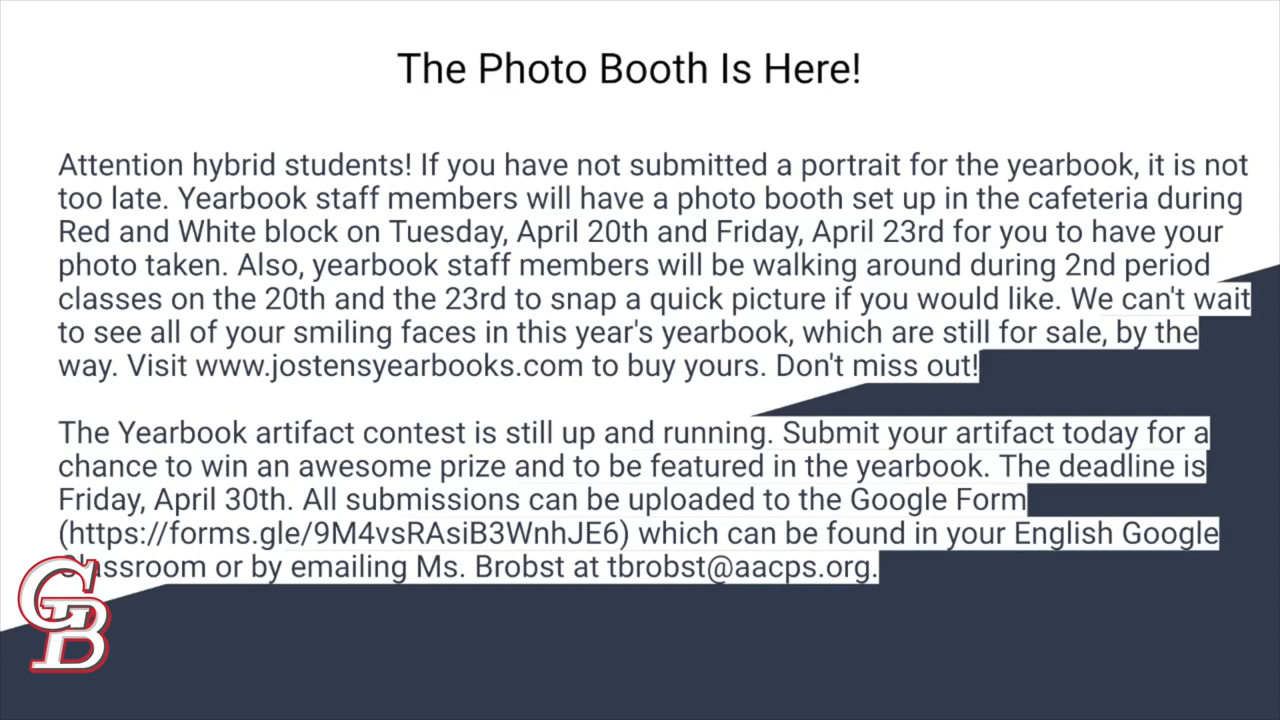 The Photo Booth Is Here!
Attention hybrid students! If you have not submitted a portrait for the yearbook, it is not
too late. Yearbook staff members will have a photo booth set up in the cafeteria during
Red and White block on Tuesday, April 20th and Friday, April 23rd for you to have your
photo taken. Also, yearbook staff members will be walking around during 2nd period
classes on the 20th and the 23rd to snap a quick picture if you would like. We can't wait
to see all of your smiling faces in this year's yearbook, which are still for sale, by the
way. Visit www.jostensyearbooks.com to buy yours. Don't miss out!
The Yearbook artifact contest is still up and running. Submit your artifact today for a
chance to win an awesome prize and to be featured in the yearbook. The deadline is
Friday, April 30th. All submissions can be uploaded to the Google Form
(https://forms.gle/9M4vsRAsiB3WnhJE6) which can be found in your English Google
Classroom or by emailing Ms. Brobst at tbrobst@aacps.org.
GB